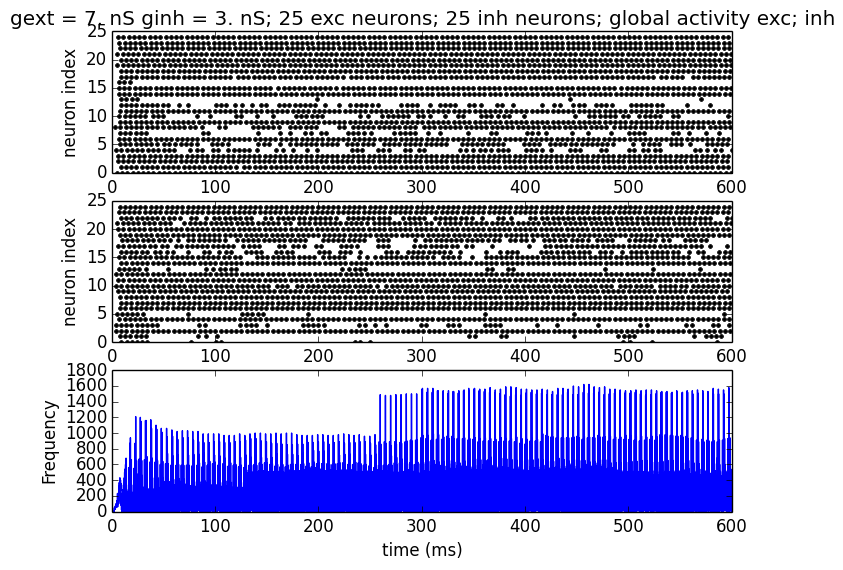 gext = 7. nS ginh = 3. nS; 25 exc neurons; 25 inh neurons; global activity exc; inh
25
20
15
10
5
0
neuron index
0 100 200 300 400 500 600
25
20
15
10
5
0
neuron index
0 100 200 300 400 500 600
1800
1600
1400
1200
1000
800
600
400
200
0
Frequency
0 100 200 300 400 500 600
time (ms)